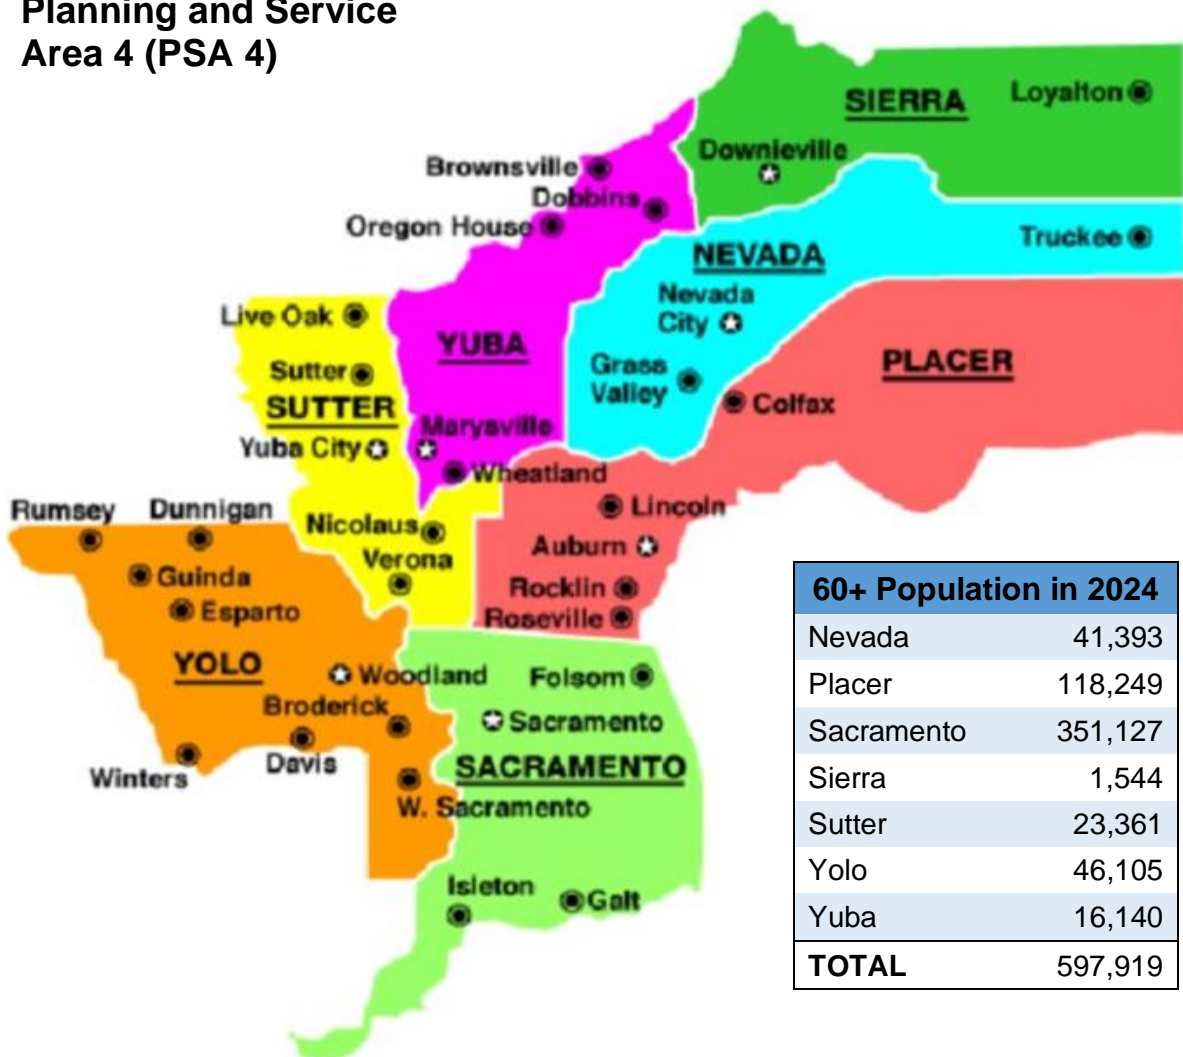 Planning and Service
Area 4 (PSA 4)
SIERRA
Loyalton
Downieville
Brownsville
Dobbins
Oregon House
NEVADA
Truckee
Nevada
City
Live Oak
YUBA
PLACER
Sutter
Grass
Valley
SUTTER
Colfax
Marysville
Yuba City
Wheatland
Rumsey
Dunnigan
Nicolaus
Lincoln
Verona
Auburn
Guinda
Rocklin
Esparto
Roseville
YOLO
Woodland
Folsom
Broderick
Sacramento
Winters
Davis
SACRAMENTO
W. Sacramento
Isleton
Galt
60+ Population in 2024
Nevada 41,393
Placer 118,249
Sacramento 351,127
Sierra 1,544
Sutter 23,361
Yolo 46,105
Yuba 16,140
TOTAL 597,919